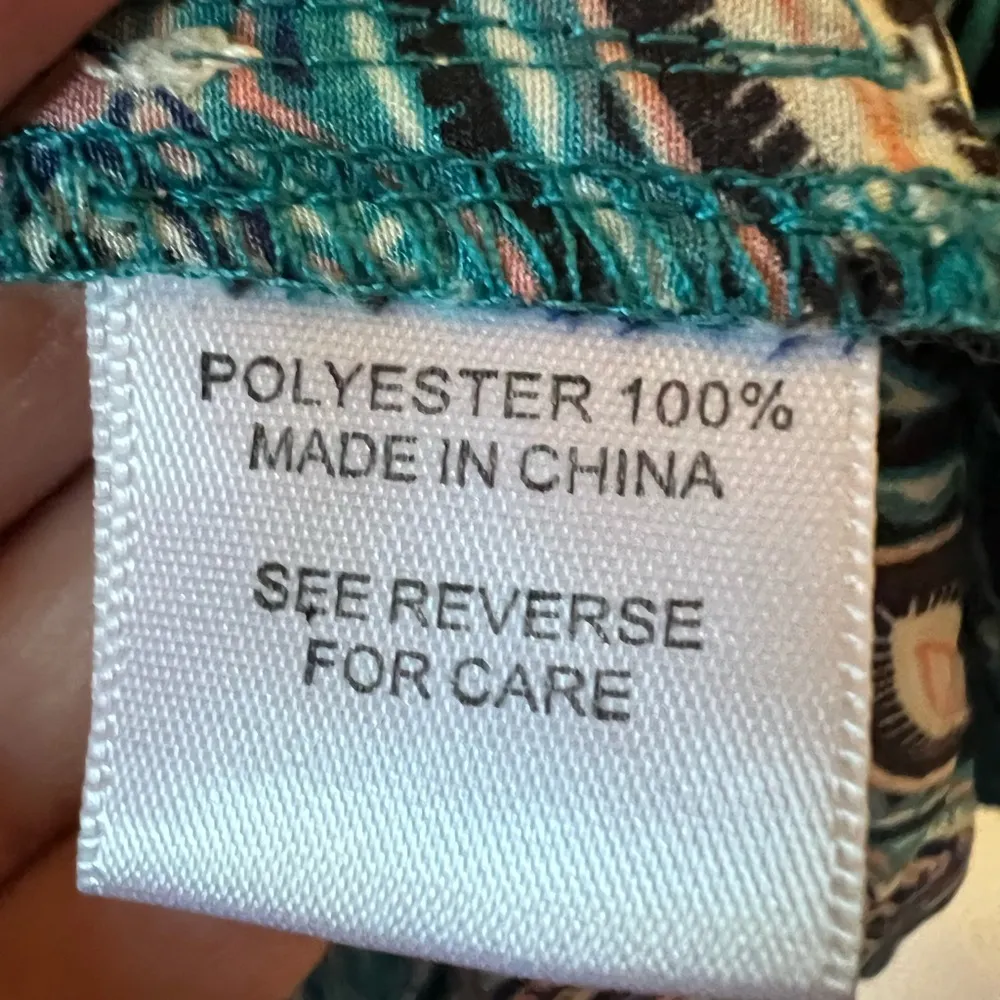 POLYESTER 100%
MADE IN CHINA
SEE REVERSE
FOR CARE